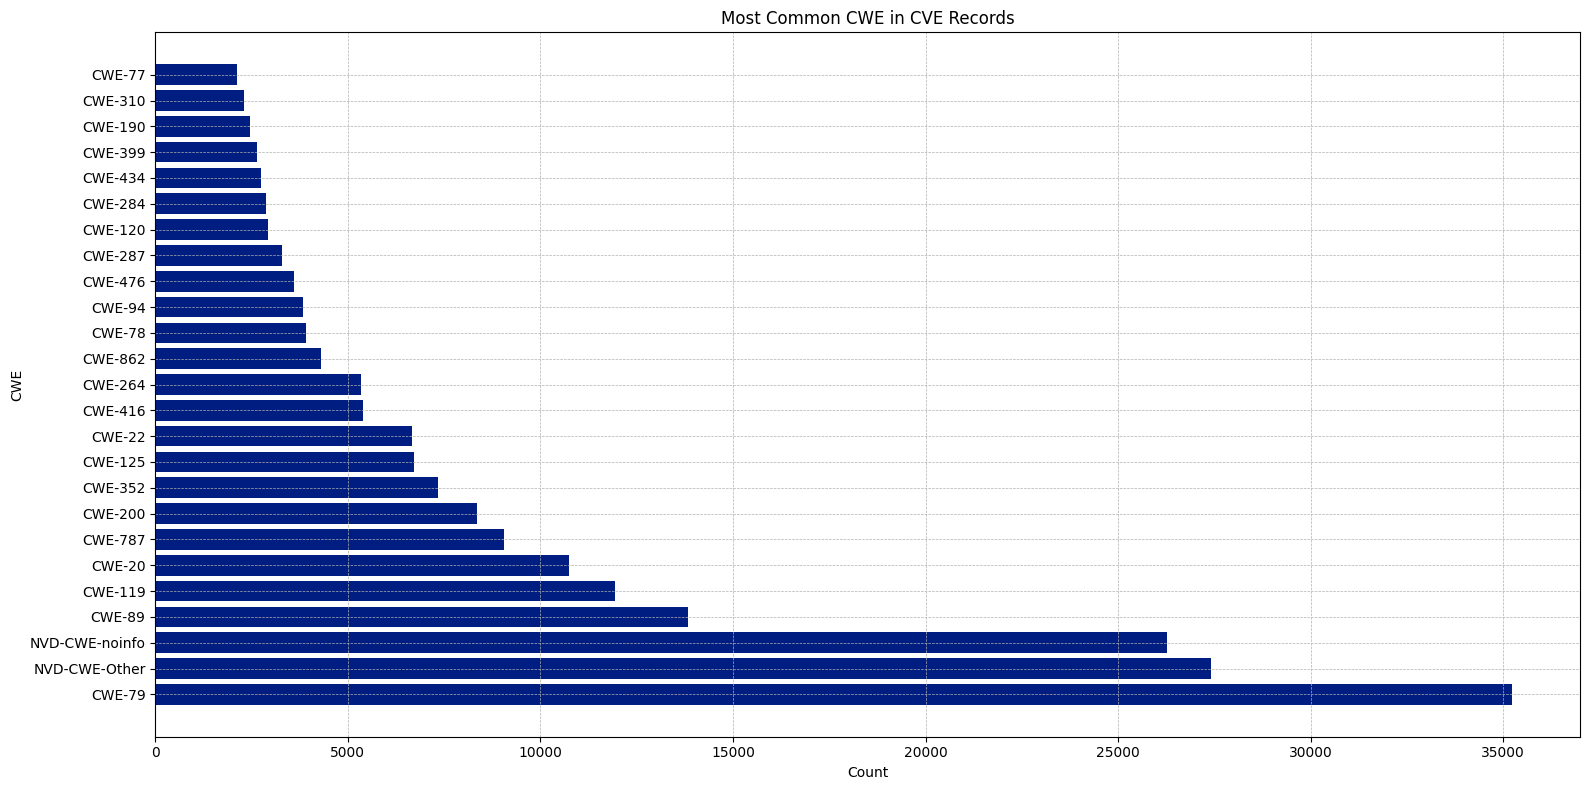 Most Common CWE in CVE Records
CWE
CWE-77
CWE-310
CWE-190
CWE-399
CWE-434
CWE-284
CWE-120
CWE-287
CWE-476
CWE-94
CWE-78
CWE-862
CWE-264
CWE-416
CWE-22
CWE-125
CWE-352
CWE-200
CWE-787
CWE-20
CWE-119
CWE-89
NVD-CWE-noinfo
NVD-CWE-Other
CWE-79
0 5000 10000 15000 20000 25000 30000 35000
Count